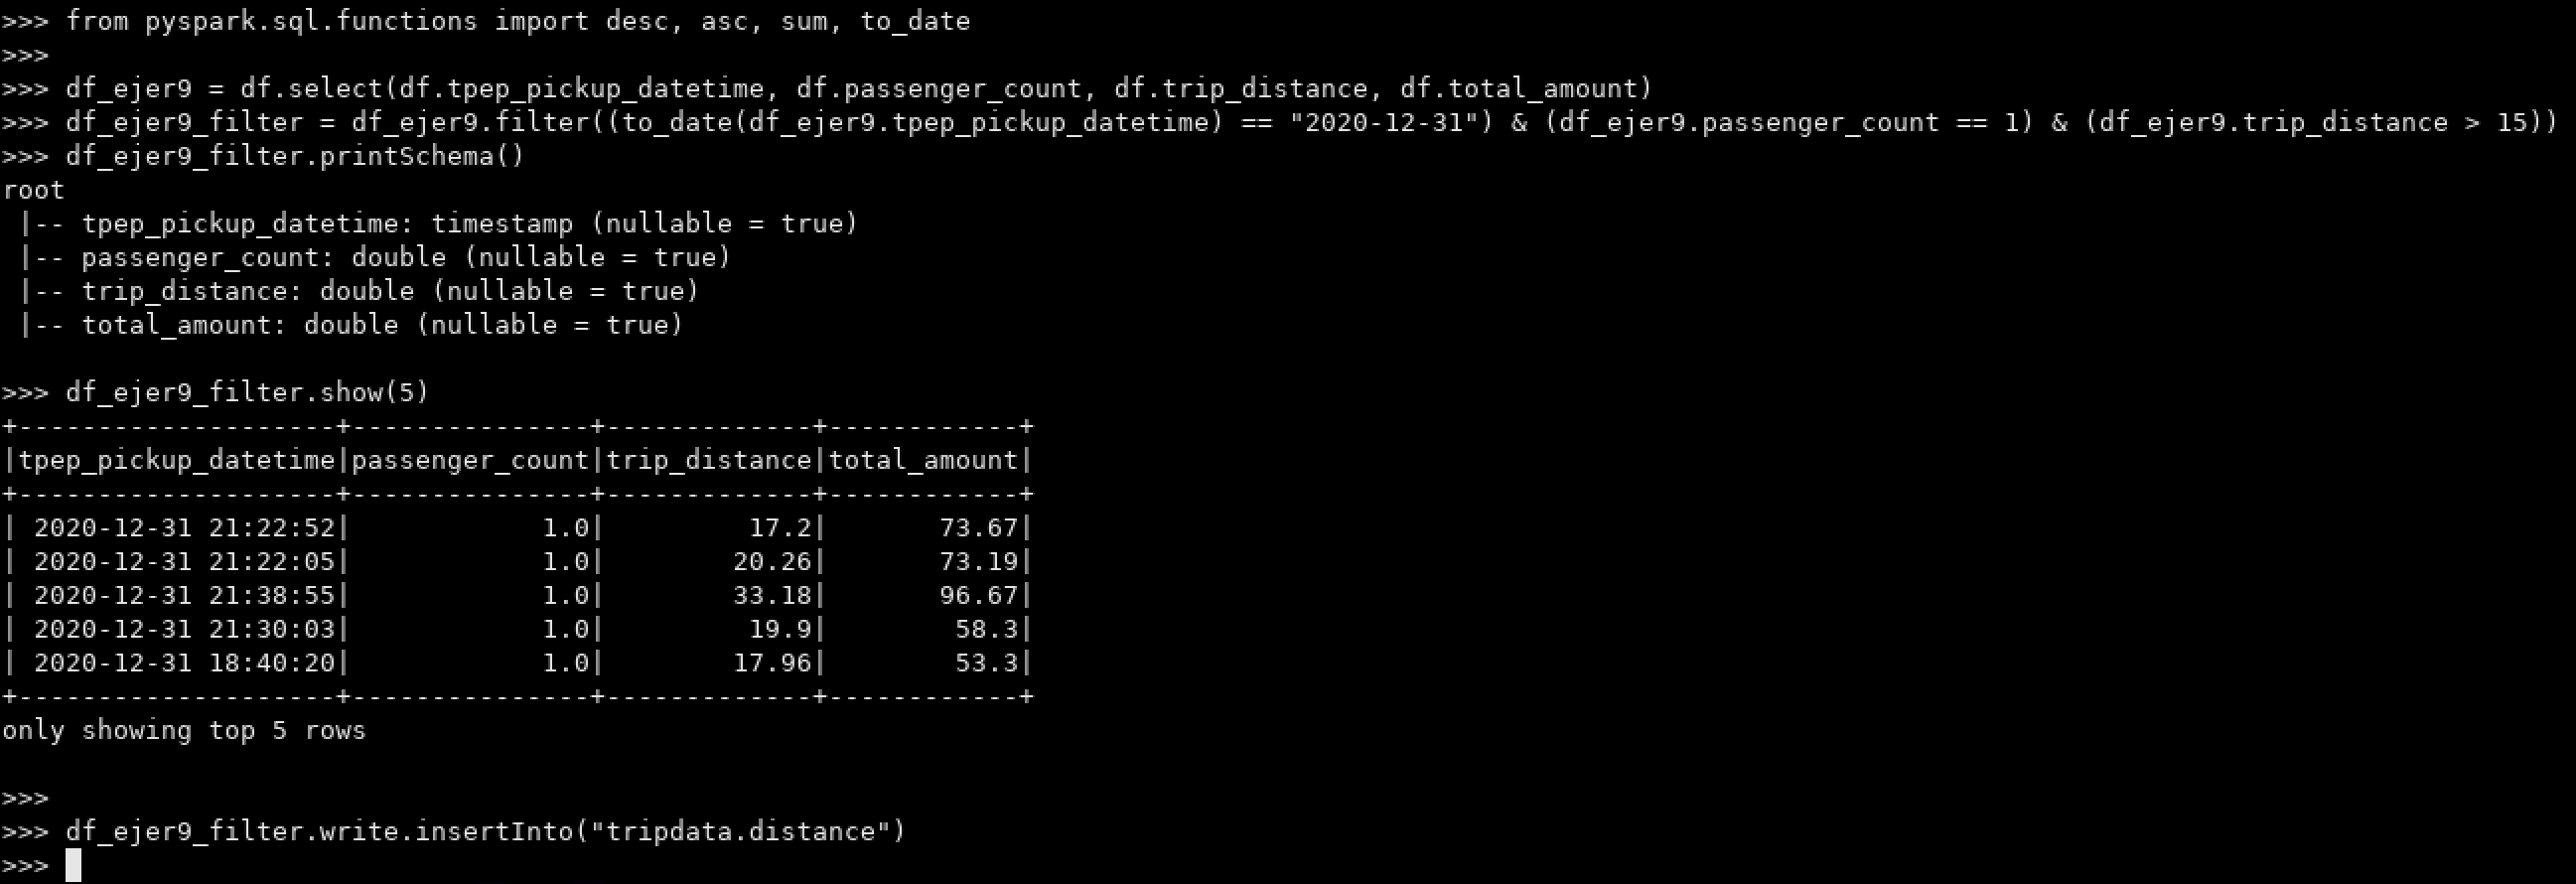 >>> from pyspark.sql.functions import desc, asc, sum, to_date
>>>
>>> df_ejer9 = df.select(df.tpep_pickup_datetime, df.passenger_count, df.trip_distance, df.total_amount)
>>> df_ejer9_filter = df_ejer9.filter((to_date(df_ejer9.tpep_pickup_datetime) == "2020-12-31") & (df_ejer9.passenger_count == 1) & (df_ejer9.trip_distance > 15))
>>> df_ejer9_filter.printSchema()
root
 |-- tpep_pickup_datetime: timestamp (nullable = true)
 |-- passenger_count: double (nullable = true)
 |-- trip_distance: double (nullable = true)
 |-- total_amount: double (nullable = true)

>>> df_ejer9_filter.show(5)
+--------------------+---------------+-------------+------------+
|tpep_pickup_datetime|passenger_count|trip_distance|total_amount|
+--------------------+---------------+-------------+------------+
| 2020-12-31 21:22:52|            1.0|         17.2|       73.67|
| 2020-12-31 21:22:05|            1.0|        20.26|       73.19|
| 2020-12-31 21:38:55|            1.0|        33.18|       96.67|
| 2020-12-31 21:30:03|            1.0|         19.9|        58.3|
| 2020-12-31 18:40:20|            1.0|        17.96|        53.3|
+--------------------+---------------+-------------+------------+
only showing top 5 rows

>>>
>>> df_ejer9_filter.write.insertInto("tripdata.distance")
>>>